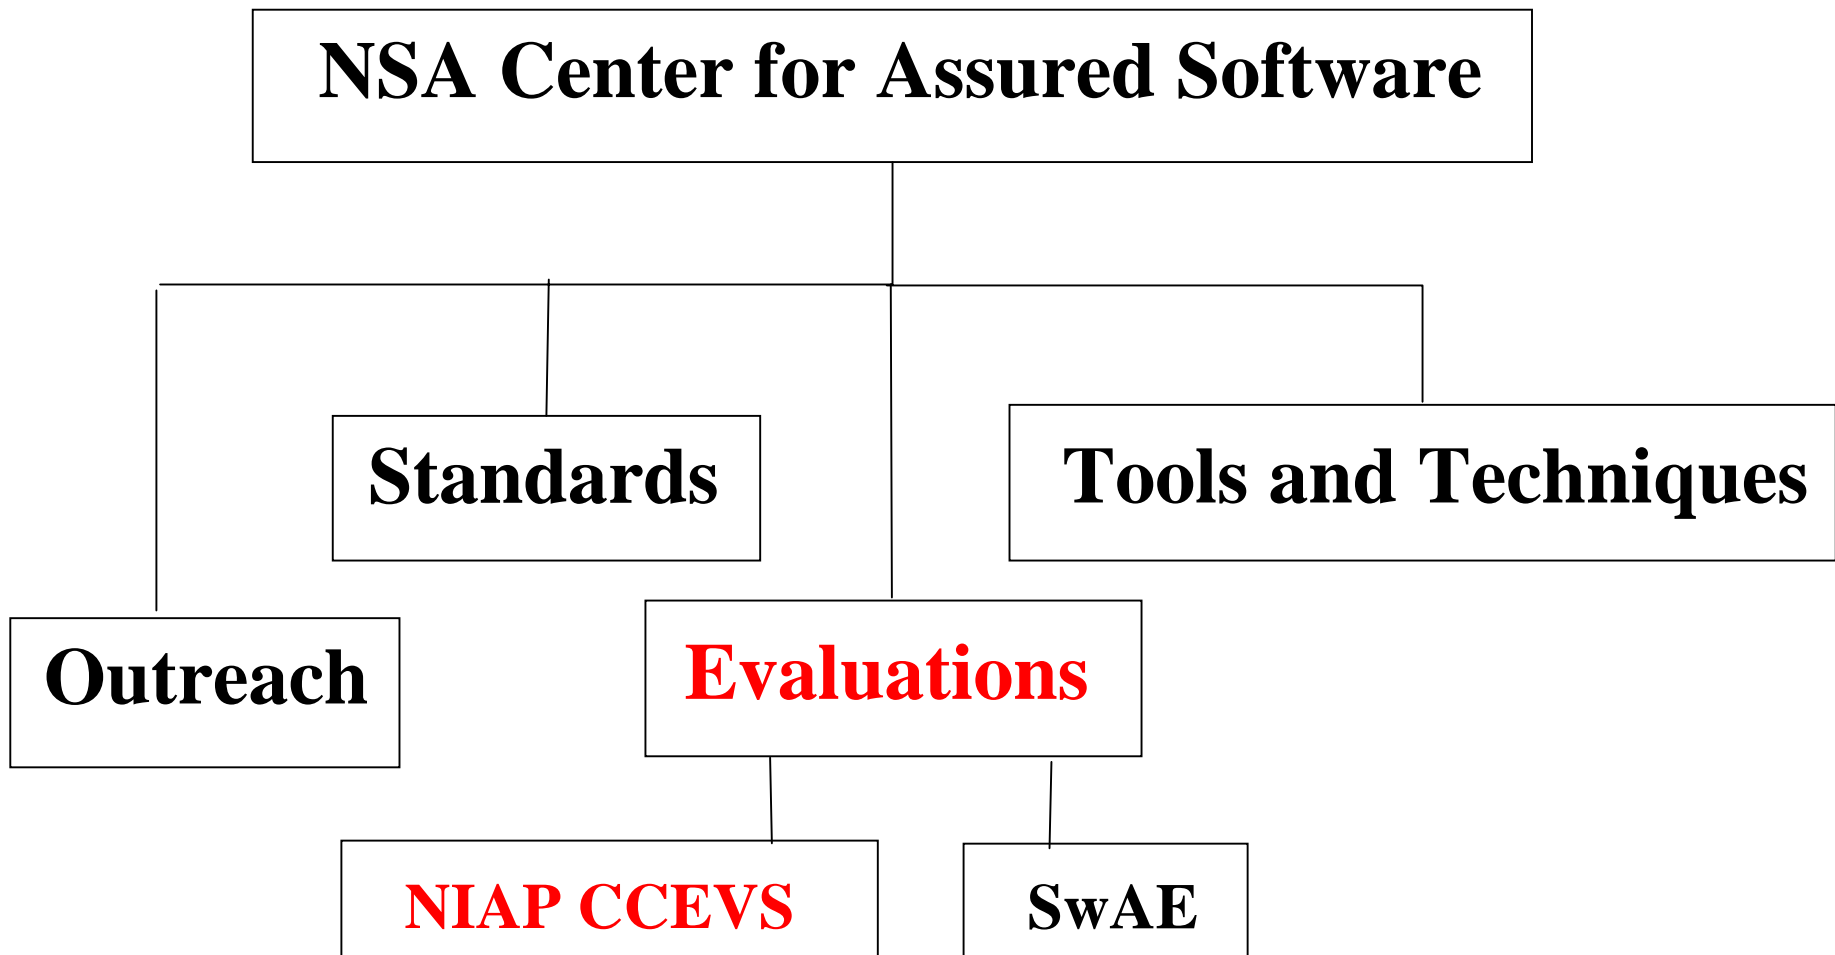 NSA Center for Assured Software
Standards
Tools and Techniques
Outreach
Evaluations
NIAP CCEVS
SwAE